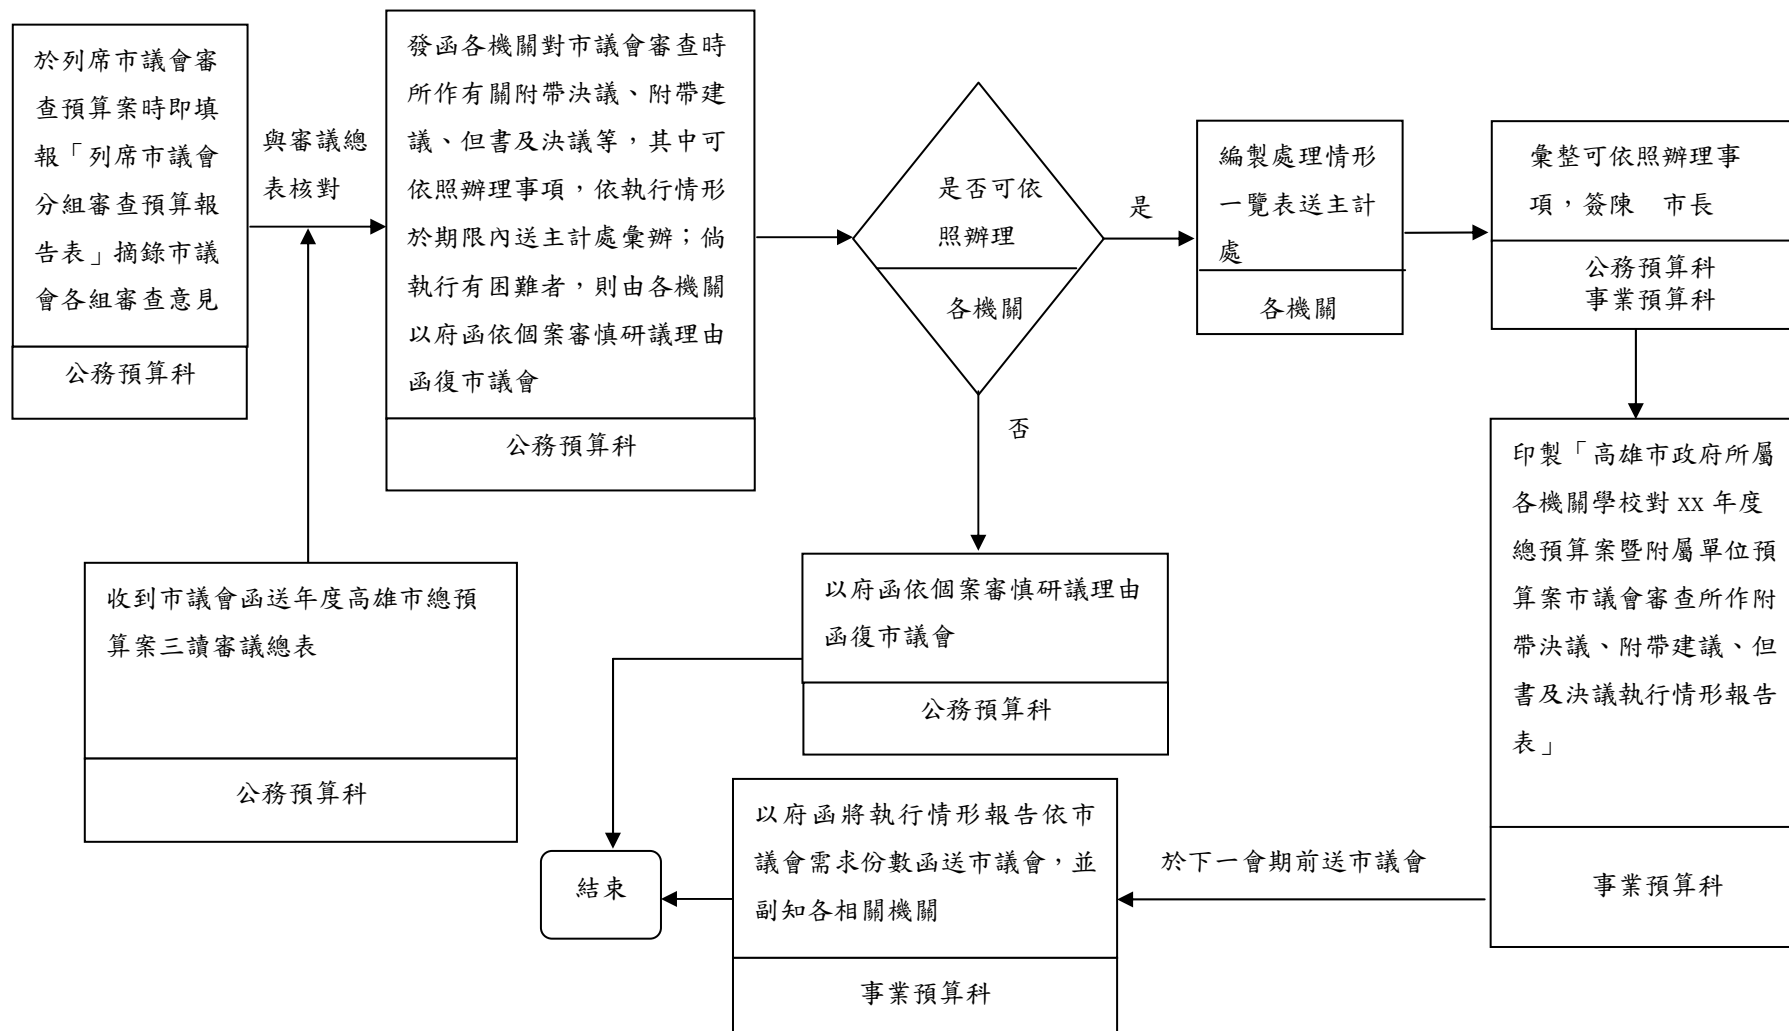 於列席市議會審
查預算案時即填
報「列席市議會
分組審查預算報
告表」摘錄市議
會各組審查意見
公務預算科
與審議總
表核對
發函各機關對市議會審查時
所作有關附帶決議、附帶建
議、但書及決議等，其中可
依照辦理事項，依執行情形
於期限內送主計處彙辦；倘
執行有困難者，則由各機關
以府函依個案審慎研議理由
函復市議會
公務預算科
是否可依
照辦理
各機關
是
編製處理情形
一覽表送主計
處
各機關
彙整可依照辦理事
項，簽陳　市長
公務預算科
事業預算科
否
收到市議會函送年度高雄市總預
算案三讀審議總表
公務預算科
以府函依個案審慎研議理由
函復市議會
公務預算科
印製「高雄市政府所屬
各機關學校對 xx 年度
總預算案暨附屬單位預
算案市議會審查所作附
帶決議、附帶建議、但
書及決議執行情形報告
表」
事業預算科
於下一會期前送市議會
以府函將執行情形報告依市
議會需求份數函送市議會，並
副知各相關機關
事業預算科
結束